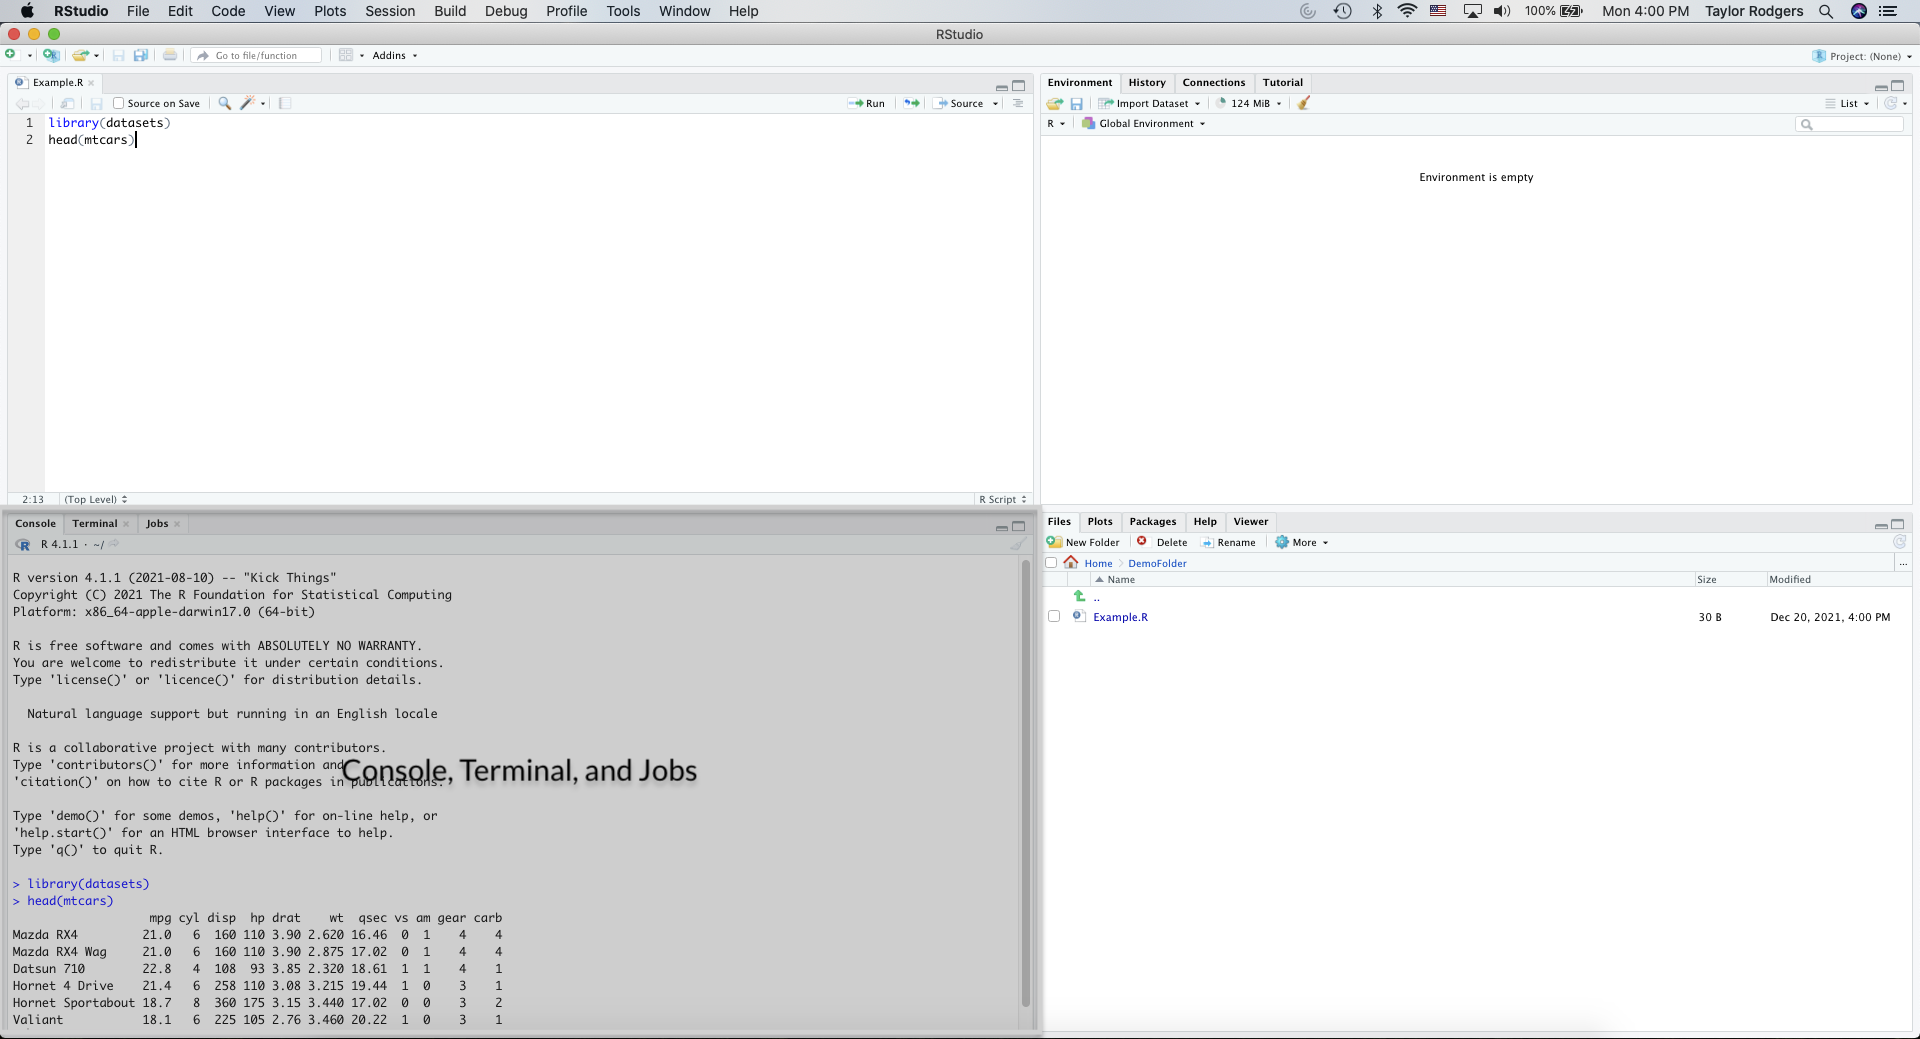 RStudio File Edit Code View Plots Session Build Debug Profile Tools Window Help 100% Mon 4:00 PM Taylor Rodgers
RStudio
Go to file/function Addins Project: (None)
Example.R
Source on Save Run Source
1 library(datasets)
2 head(mtcars)
2:13 (Top Level) R Script
Environment History Connections Tutorial
Import Dataset 124 MiB List
R Global Environment
Environment is empty
Console Terminal Jobs
R 4.1.1 · ~/
R version 4.1.1 (2021-08-10) -- "Kick Things"
Copyright (C) 2021 The R Foundation for Statistical Computing
Platform: x86_64-apple-darwin17.0 (64-bit)
R is free software and comes with ABSOLUTELY NO WARRANTY.
You are welcome to redistribute it under certain conditions.
Type 'license()' or 'licence()' for distribution details.
Natural language support but running in an English locale
R is a collaborative project with many contributors.
Type 'contributors()' for more information and
'citation()' on how to cite R or R packages in publications.
Console, Terminal, and Jobs
Type 'demo()' for some demos, 'help()' for on-line help, or
'help.start()' for an HTML browser interface to help.
Type 'q()' to quit R.
> library(datasets)
> head(mtcars)
mpg cyl disp hp drat wt qsec vs am gear carb
Mazda RX4 21.0 6 160 110 3.90 2.620 16.46 0 1 4 4
Mazda RX4 Wag 21.0 6 160 110 3.90 2.875 17.02 0 1 4 4
Datsun 710 22.8 4 108 93 3.85 2.320 18.61 1 1 4 1
Hornet 4 Drive 21.4 6 258 110 3.08 3.215 19.44 1 0 3 1
Hornet Sportabout 18.7 8 360 175 3.15 3.440 17.02 0 0 3 2
Valiant 18.1 6 225 105 2.76 3.460 20.22 1 0 3 1
Files Plots Packages Help Viewer
New Folder Delete Rename More
Home DemoFolder ...
Name Size Modified
..
Example.R 30 B Dec 20, 2021, 4:00 PM